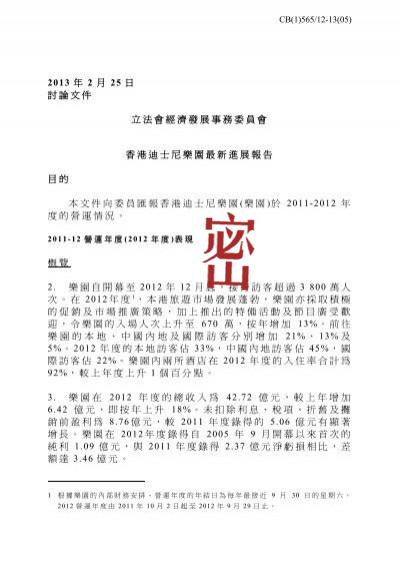 CB(1)565/12-13(05)
2013 年 2 月 25 日
討論文件
立法會經濟發展事務委員會
香港迪士尼樂園最新進展報告
目的
本文件向委員匯報香港迪士尼樂園(樂園)於 2011-2012 年
度的營運情況。
2011-12 營運年度(2012 年度)表現
概覽
2. 樂園自開幕至 2012 年 12 月底，接待訪客超過 3 800 萬人
次。在 2012年度1，本港旅遊市場發展蓬勃，樂園亦採取積極
的促銷及市場推廣策略，加上推出的特備活動及節目廣受歡
迎，令樂園的入場人次上升至 670 萬，按年增加 13%。前往
樂園的本地、中國內地及國際訪客分別增加 21%，13%及
5%。2012 年度的本地訪客佔 33%，中國內地訪客佔 45%，國
際訪客佔 22%。樂園內兩所酒店在 2012 年度的入住率合計為
92%，較上年度上升 1 個百分點。
3. 樂園在 2012 年度的總收入為 42.72 億元，較上年增加
6.42 億元，即按年上升 18%。未扣除利息、稅項、折舊及攤
銷前盈利為 8.76億元，較 2011 年度錄得的 5.06 億元有顯著
增長。樂園在 2012年度錄得自 2005 年 9 月開幕以來首次的
純利 1.09 億元，與 2011 年度錄得 2.37 億元淨虧損相比，差
額達 3.46 億元。
1 根據樂園的內部財務安排，營運年度的年結日為每年最接近 9 月 30 日的星期六。
2012 營運年度由 2011 年 10 月 2 日起至 2012 年 9 月 29 日止。